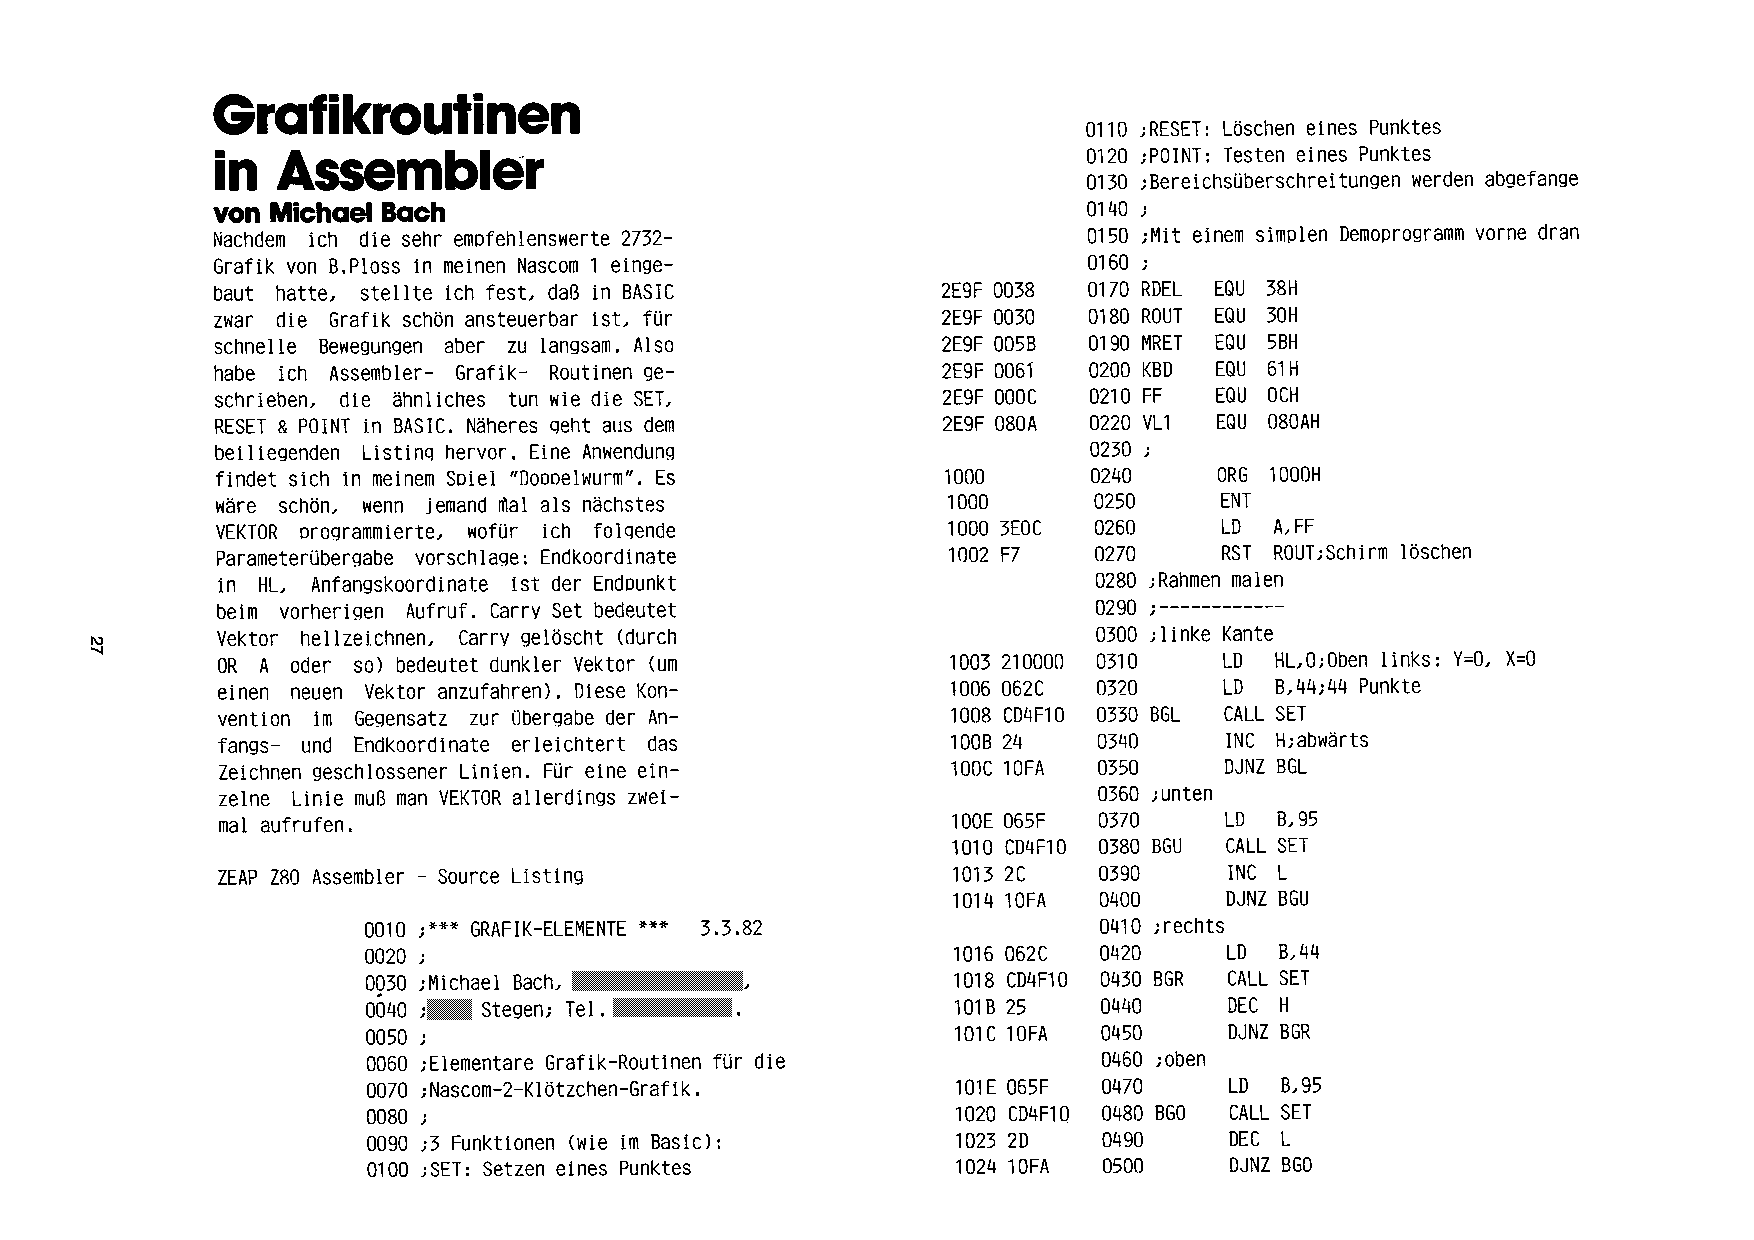 Grafikroutinen
in Assembler
von Michael Bach
Nachdem ich die sehr empfehlenswerte 2732-
Grafik von B.Ploss in meinen Nascom 1 einge-
baut hatte, stellte ich fest, daß in BASIC
zwar die Grafik schön ansteuerbar ist, für
schnelle Bewegungen aber zu langsam. Also
habe ich Assembler- Grafik- Routinen ge-
schrieben, die ähnliches tun wie die SET,
RESET & POINT in BASIC. Näheres geht aus dem
beiliegenden Listing hervor. Eine Anwendung
findet sich in meinem Spiel "Doppelwurm". Es
wäre schön, wenn jemand mal als nächstes
VEKTOR programmierte, wofür ich folgende
Parameterübergabe vorschlage: Endkoordinate
in HL, Anfangskoordinate ist der Endpunkt
beim vorherigen Aufruf. Carry Set bedeutet
Vektor hellzeichnen, Carry gelöscht (durch
OR A oder so) bedeutet dunkler Vektor (um
einen neuen Vektor anzufahren). Diese Kon-
vention im Gegensatz zur Übergabe der An-
fangs- und Endkoordinate erleichtert das
Zeichnen geschlossener Linien. Für eine ein-
zelne Linie muß man VEKTOR allerdings zwei-
mal aufrufen.
ZEAP Z80 Assembler - Source Listing
0010 ;*** GRAFIK-ELEMENTE *** 3.3.82
0020 ;
0030 ;Michael Bach, ,
0040 ; Stegen; Tel. .
0050 ;
0060 ;Elementare Grafik-Routinen für die
0070 ;Nascom-2-Klötzchen-Grafik.
0080 ;
0090 ;3 Funktionen (wie im Basic):
0100 ;SET: Setzen eines Punktes
0110 ;RESET: Löschen eines Punktes
0120 ;POINT: Testen eines Punktes
0130 ;Bereichsüberschreitungen werden abgefange
0140 ;
0150 ;Mit einem simplen Demoprogramm vorne dran
0160 ;
2E9F 0038 0170 RDEL EQU 38H
2E9F 0030 0180 ROUT EQU 30H
2E9F 005B 0190 MRET EQU 5BH
2E9F 0061 0200 KBD EQU 61H
2E9F 000C 0210 FF EQU 0CH
2E9F 080A 0220 VL1 EQU 080AH
0230 ;
1000 0240 ORG 1000H
1000 0250 ENT
1000 3E0C 0260 LD A,FF
1002 F7 0270 RST ROUT;Schirm löschen
0280 ;Rahmen malen
0290 ;------------
0300 ;linke Kante
1003 210000 0310 LD HL,0;Oben links: Y=0, X=0
1006 062C 0320 LD B,44;44 Punkte
1008 CD4F10 0330 BGL CALL SET
100B 24 0340 INC H;abwärts
100C 10FA 0350 DJNZ BGL
0360 ;unten
100E 065F 0370 LD B,95
1010 CD4F10 0380 BGU CALL SET
1013 2C 0390 INC L
1014 10FA 0400 DJNZ BGU
0410 ;rechts
1016 062C 0420 LD B,44
1018 CD4F10 0430 BGR CALL SET
101B 25 0440 DEC H
101C 10FA 0450 DJNZ BGR
0460 ;oben
101E 065F 0470 LD B,95
1020 CD4F10 0480 BGO CALL SET
1023 2D 0490 DEC L
1024 10FA 0500 DJNZ BGO
27